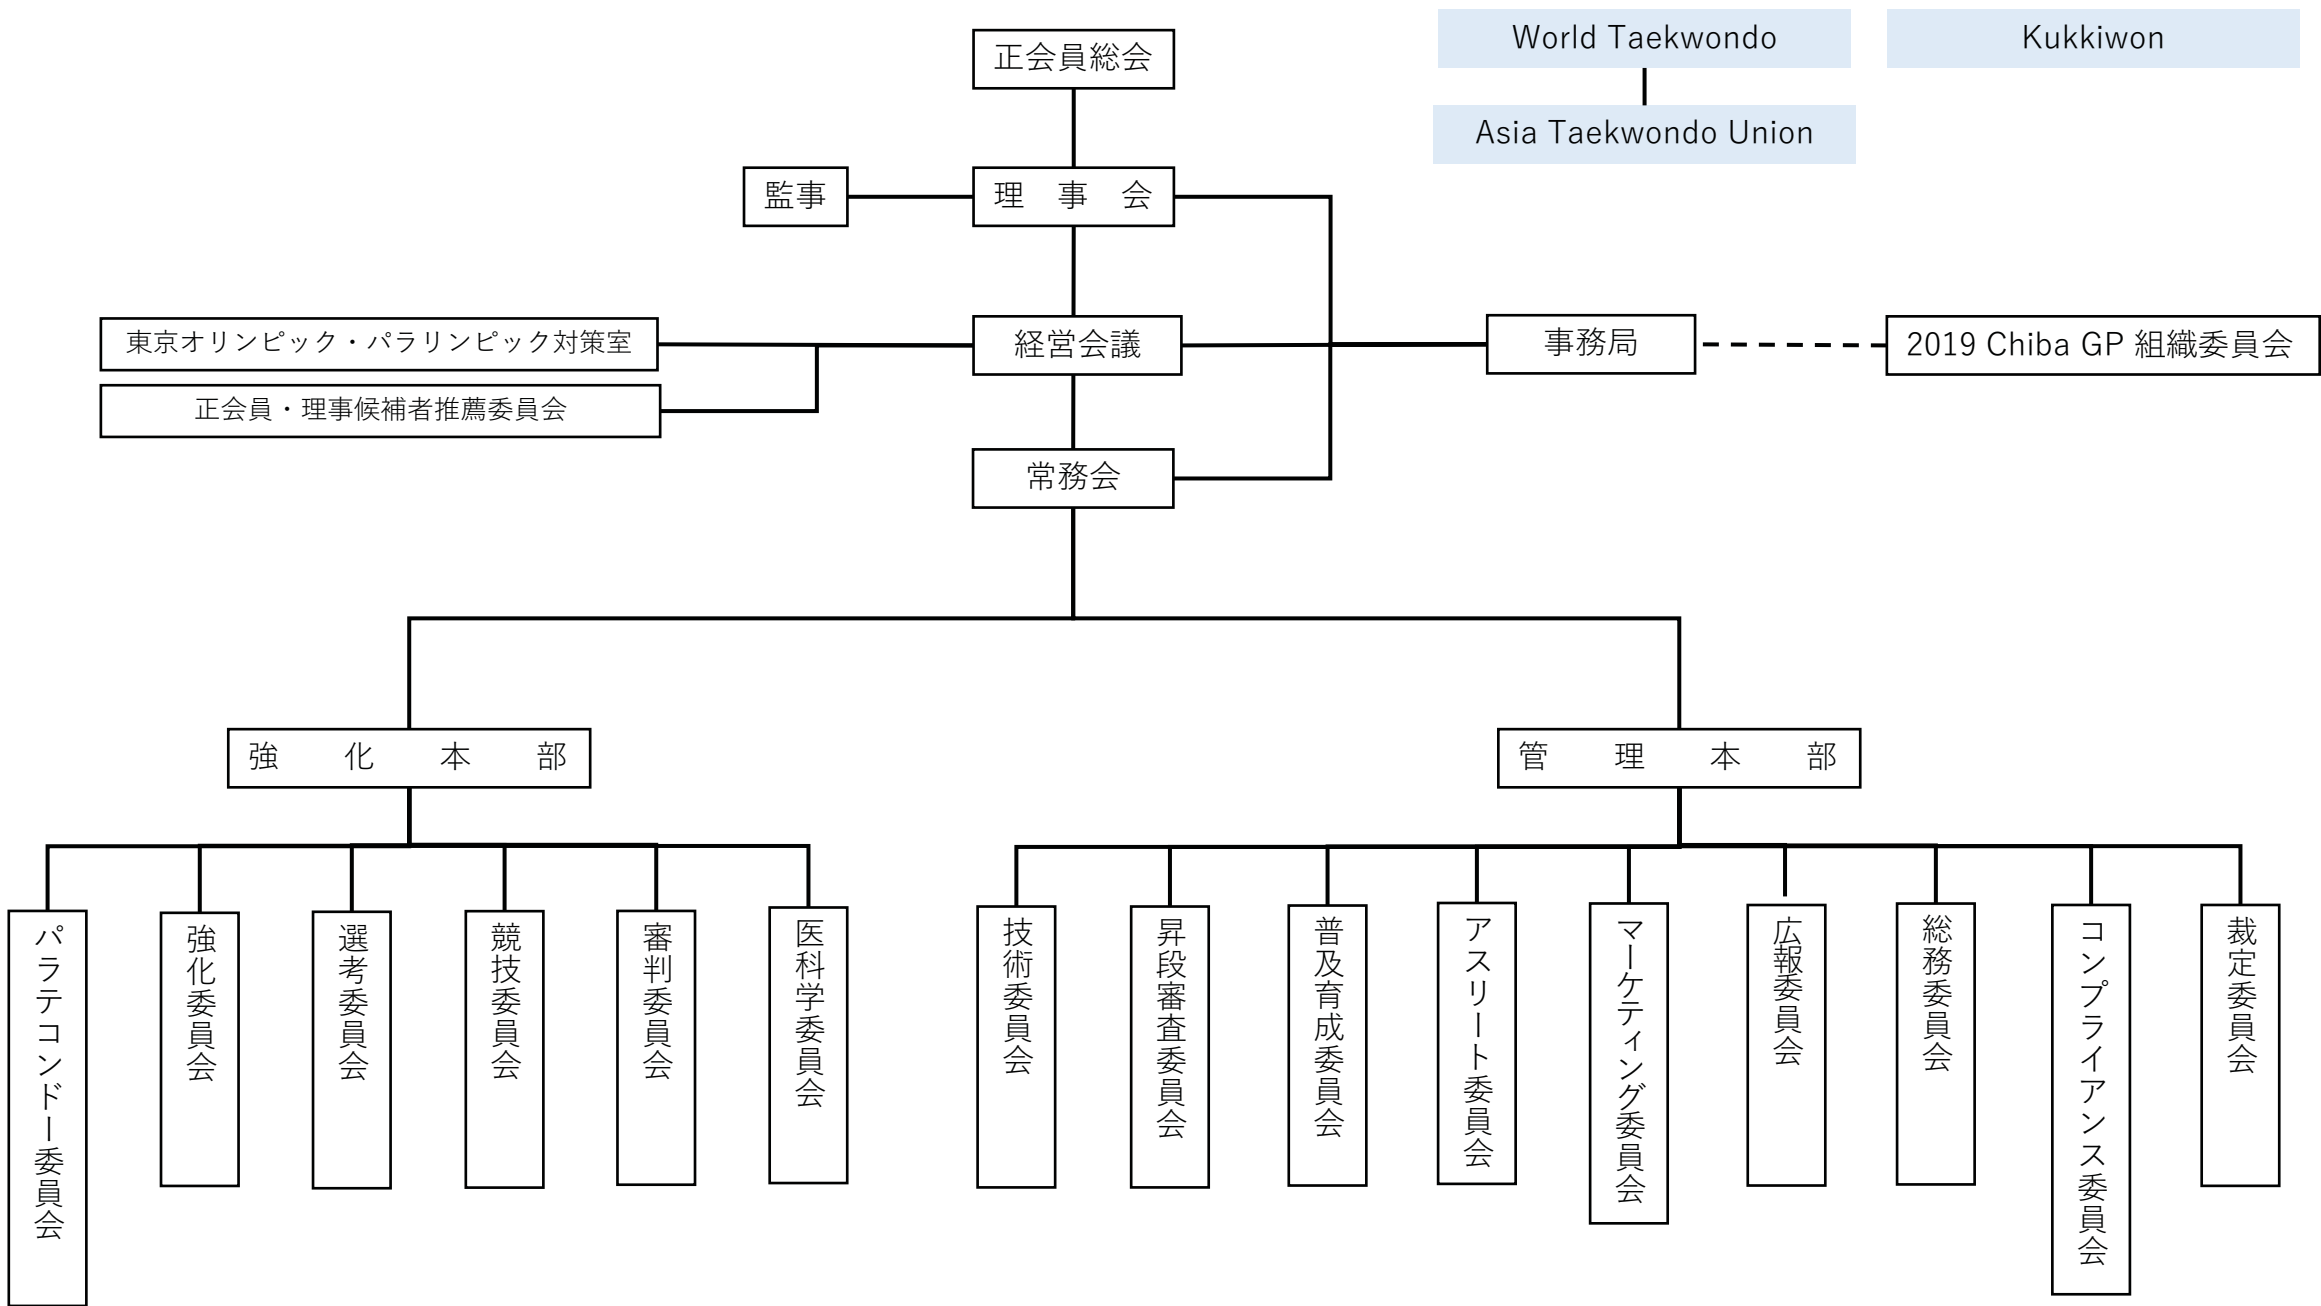 正会員総会
World Taekwondo
Kukkiwon
Asia Taekwondo Union
監事
理 事 会
東京オリンピック・パラリンピック対策室
経営会議
事務局
2019 Chiba GP 組織委員会
正会員・理事候補者推薦委員会
常務会
強 化 本 部
管 理 本 部
パラテコンドー委員会
強化委員会
選考委員会
競技委員会
審判委員会
医科学委員会
技術委員会
昇段審査委員会
普及育成委員会
アスリート委員会
マーケティング委員会
広報委員会
総務委員会
コンプライアンス委員会
裁定委員会